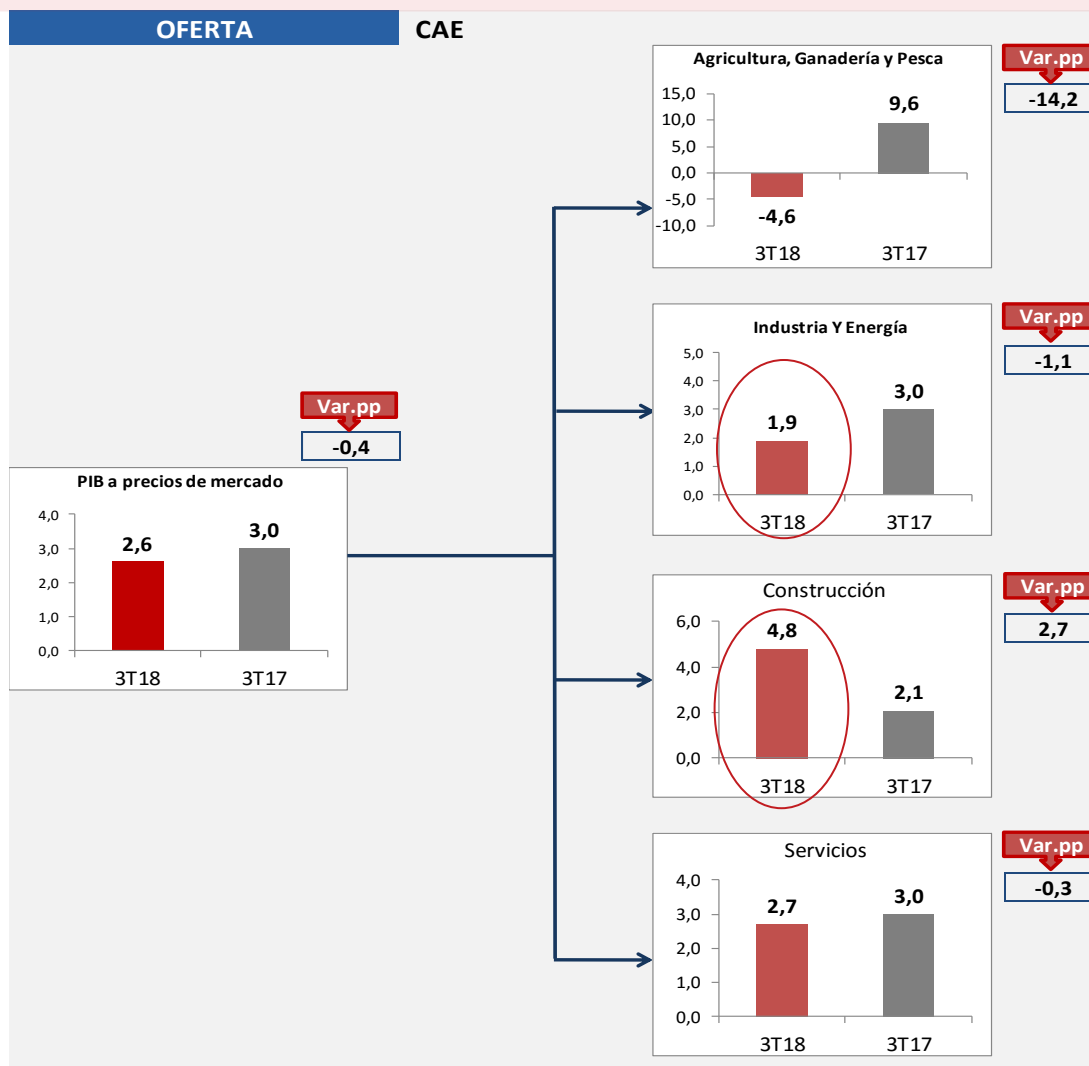 OFERTA
CAE
Var.pp
-0,4
PIB a precios de mercado
4,0
3,0
2,0
1,0
0,0
2,6
3,0
3T18
3T17
Agricultura, Ganadería y Pesca
15,0
10,0
5,0
0,0
-5,0
-10,0
9,6
-4,6
3T18
3T17
Var.pp
-14,2
Industria Y Energía
5,0
4,0
3,0
2,0
1,0
0,0
1,9
3,0
3T18
3T17
Var.pp
-1,1
Construcción
6,0
4,0
2,0
0,0
4,8
2,1
3T18
3T17
Var.pp
2,7
Servicios
4,0
3,0
2,0
1,0
0,0
2,7
3,0
3T18
3T17
Var.pp
-0,3